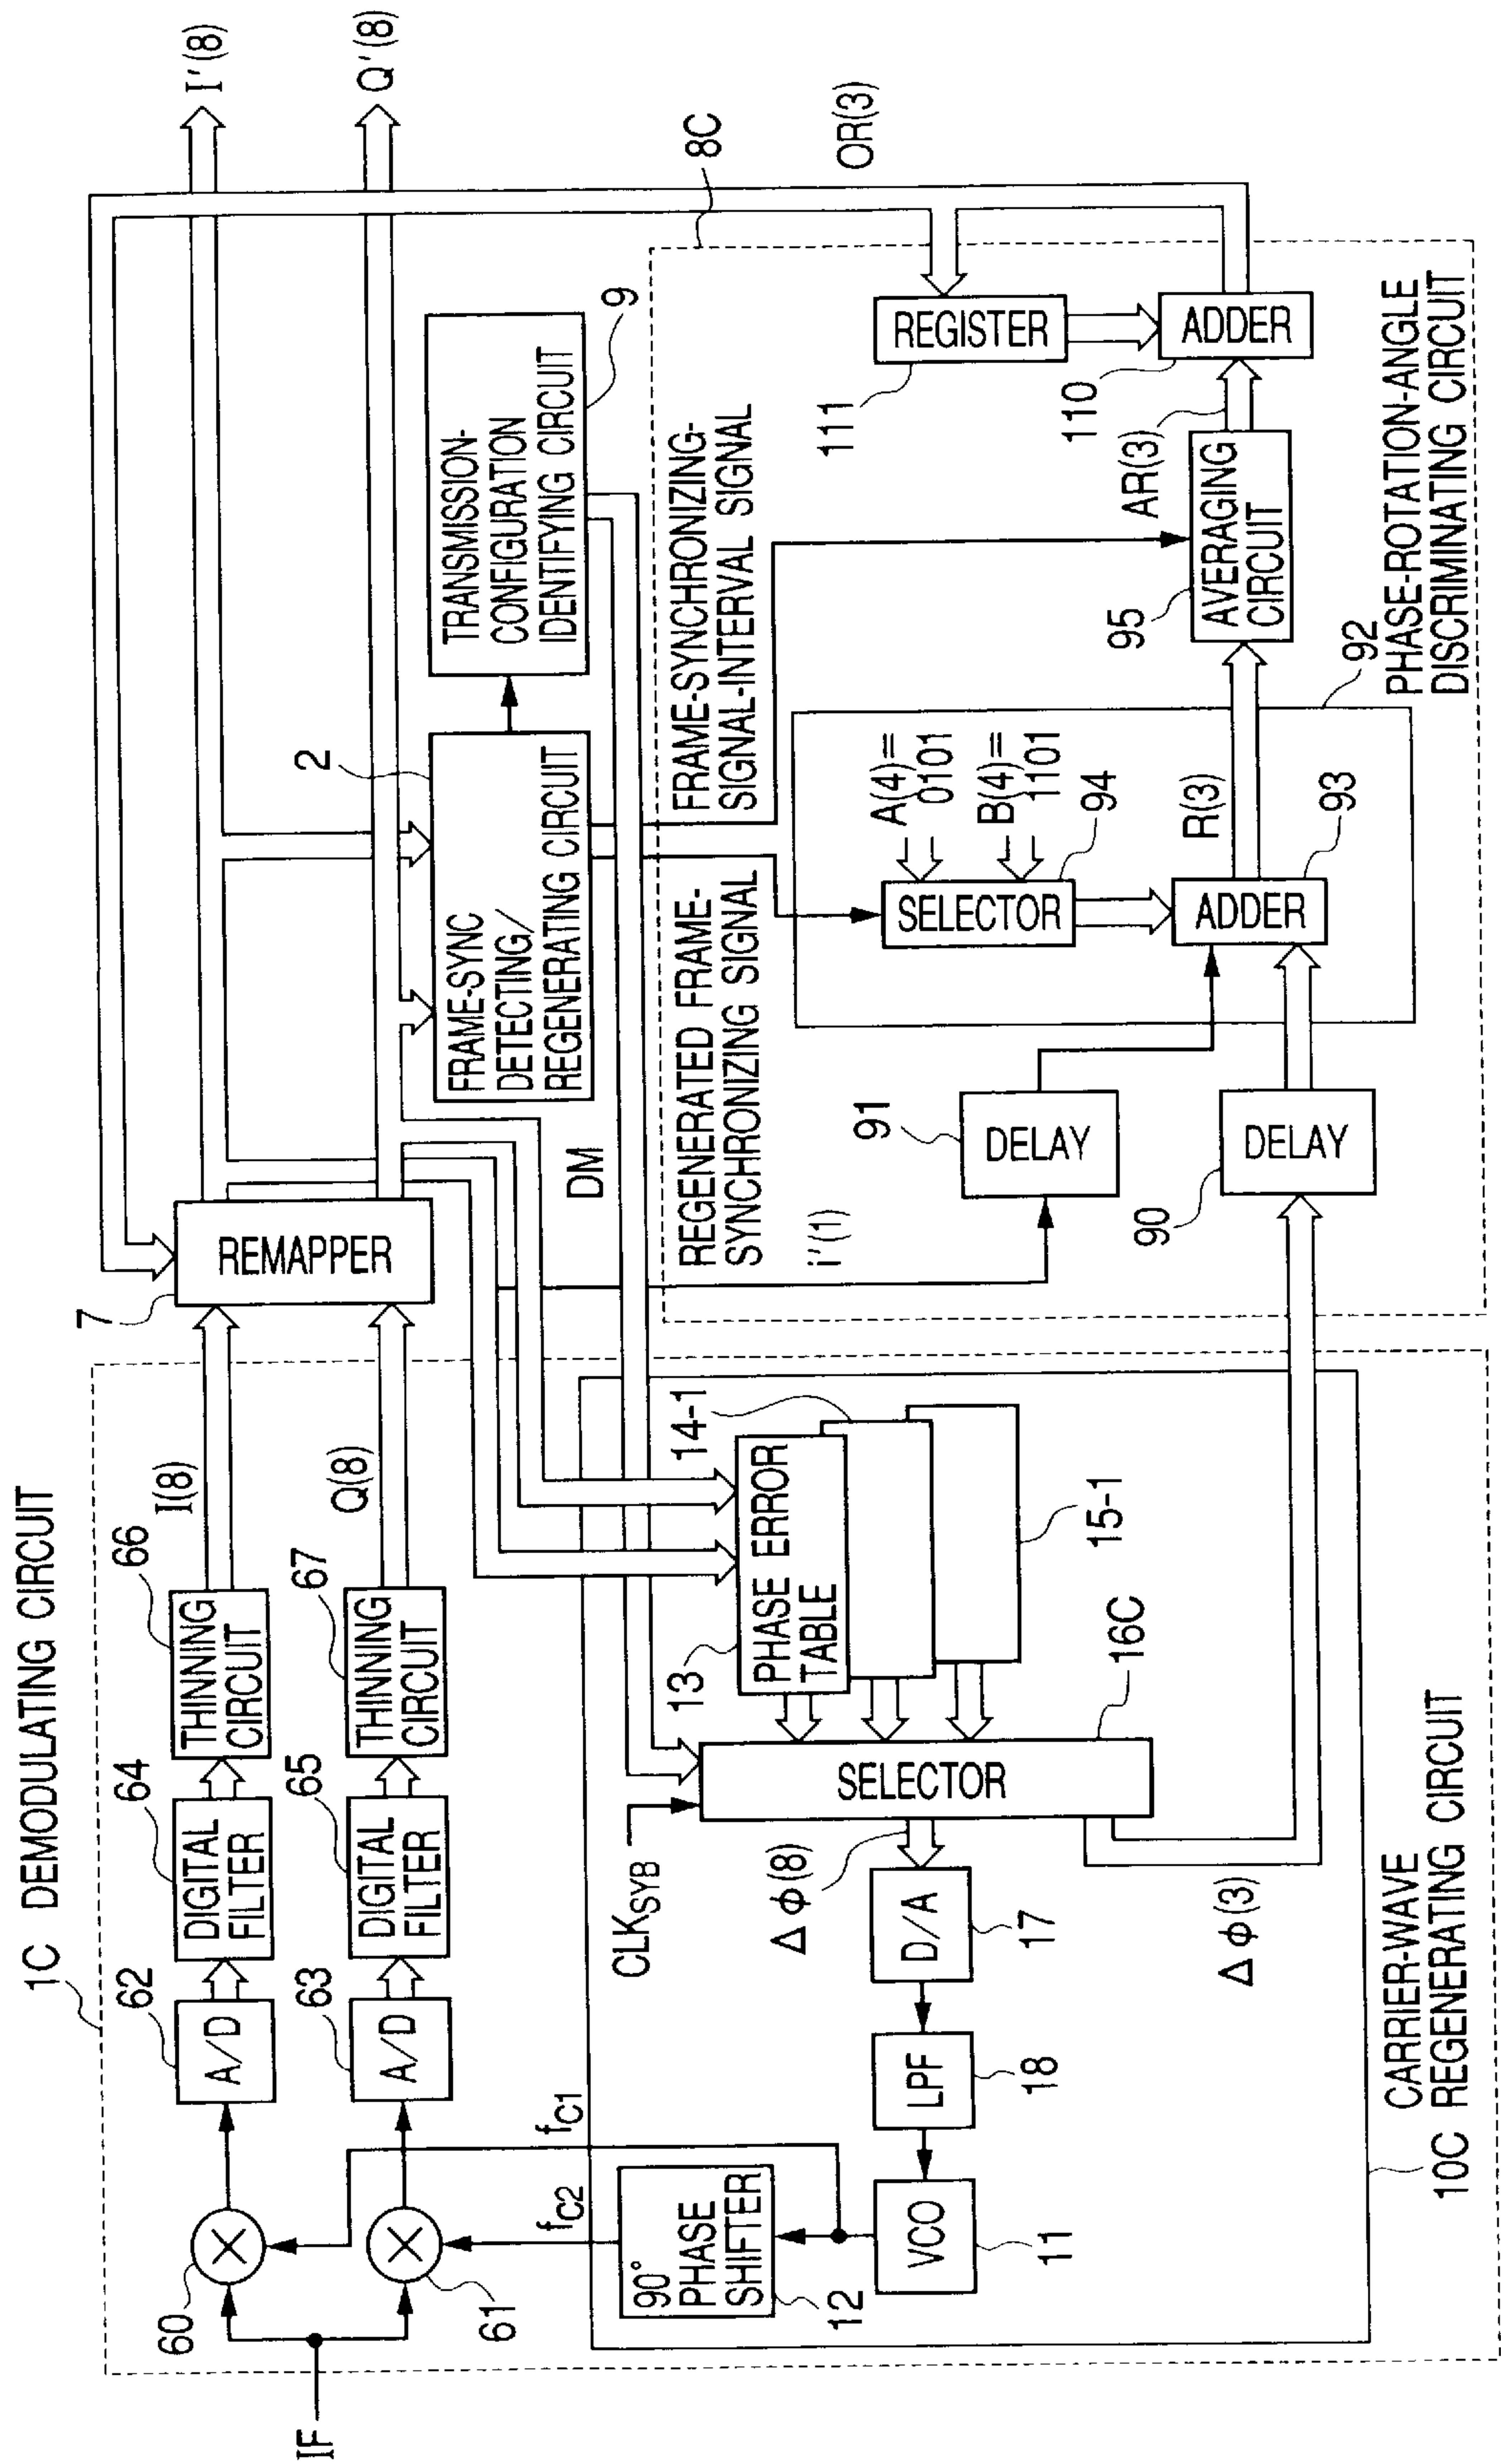 1C DEMODULATING CIRCUIT
IF
60
61
62
A/D
63
A/D
64
DIGITAL
FILTER
65
DIGITAL
FILTER
66
THINNING
CIRCUIT
67
THINNING
CIRCUIT
I(8)
Q(8)
7
REMAPPER
I'(8)
Q'(8)
2
FRAME-SYNC
DETECTING/
REGENERATING CIRCUIT
TRANSMISSION-
CONFIGURATION
IDENTIFYING CIRCUIT
9
DM
fC1
fC2
90°
PHASE
SHIFTER
12
VCO
11
LPF
18
D/A
17
Δφ(8)
CLKSYB
SELECTOR
16C
13
PHASE ERROR
TABLE
14-1
15-1
Δφ(3)
CARRIER-WAVE
10C REGENERATING CIRCUIT
REGENERATED FRAME-
SYNCHRONIZING SIGNAL
FRAME-SYNCHRONIZING-
SIGNAL-INTERVAL SIGNAL
8C
OR(3)
i'(1)
91
DELAY
90
DELAY
A(4)=
0101
B(4)=
1101
SELECTOR
94
ADDER
93
R(3)
92
PHASE-ROTATION-ANGLE
DISCRIMINATING CIRCUIT
95
AVERAGING
CIRCUIT
AR(3)
111
REGISTER
110
ADDER